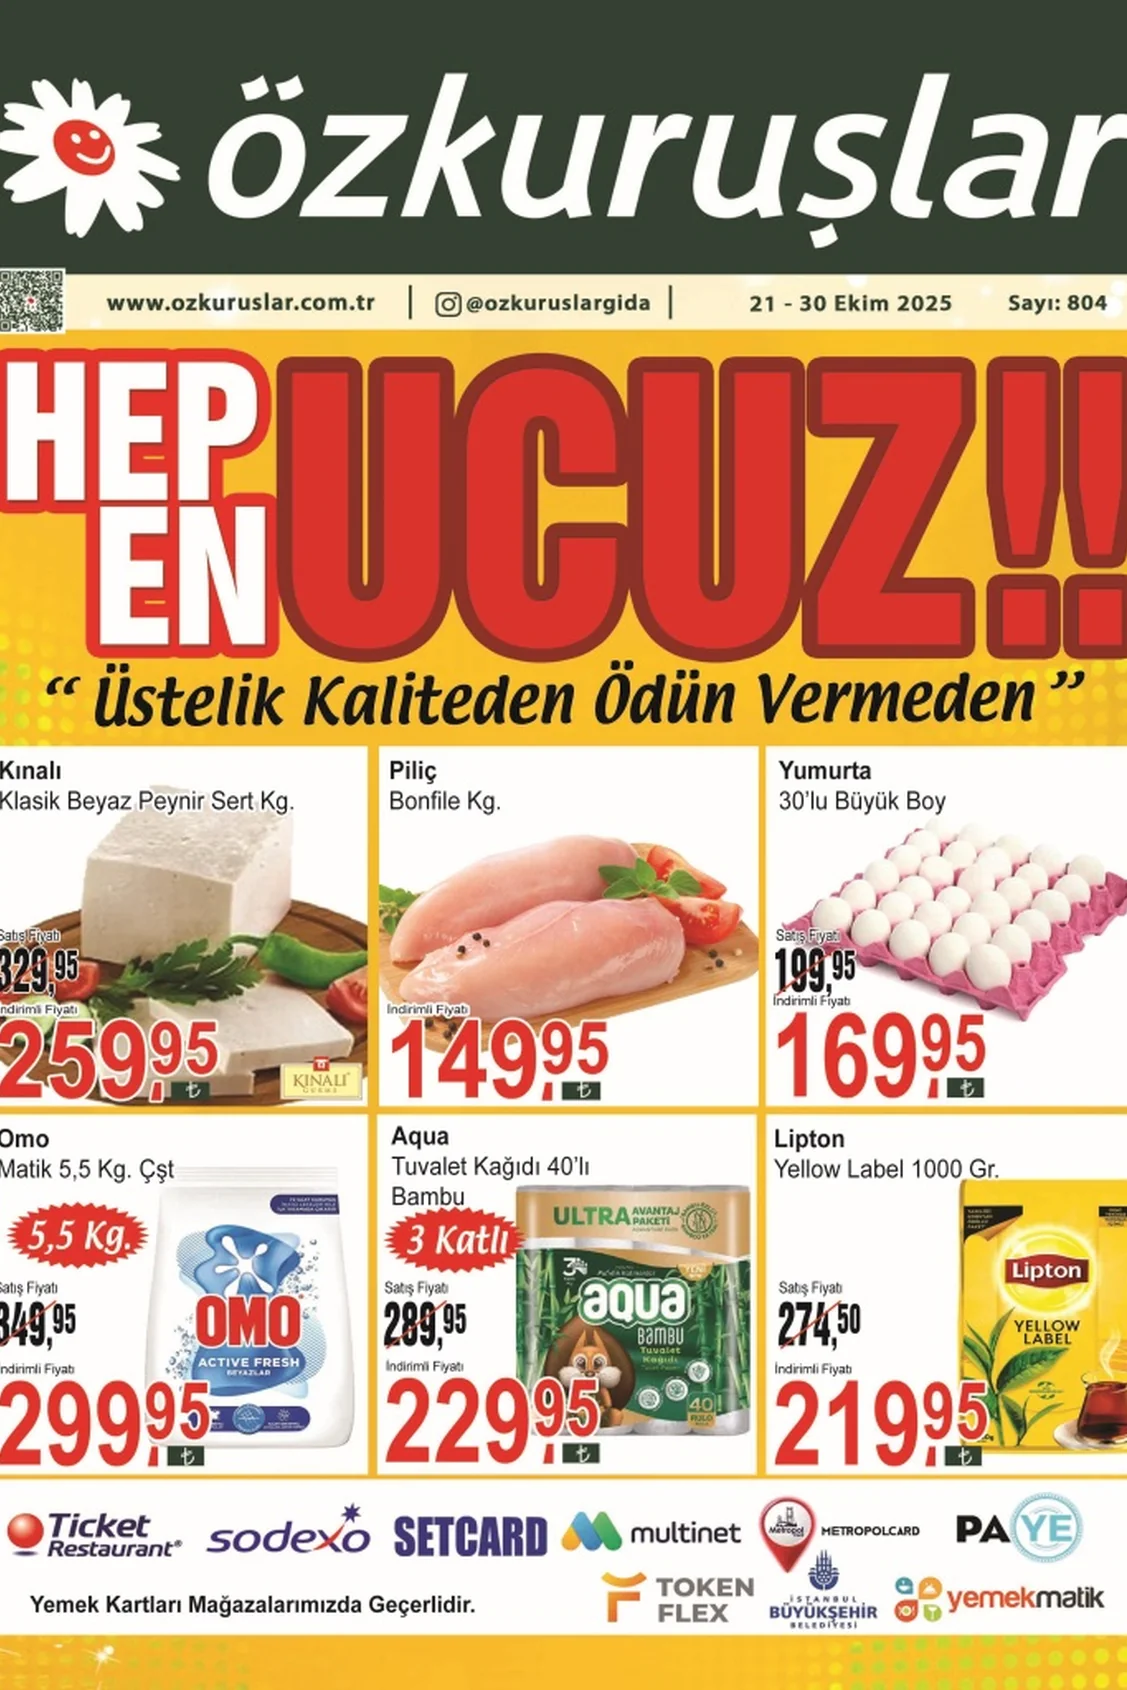 özkuruşlar
www.ozkuruslar.com.tr | @ozkuruslargida | 21 - 30 Ekim 2025 Sayı: 804
HEP
EN
UCUZ!!
“ Üstelik Kaliteden Ödün Vermeden ”
Kınalı
Klasik Beyaz Peynir Sert Kg.
Satış Fiyatı
329,95
İndirimli Fiyatı
259,95 ₺
KINALI
Piliç
Bonfile Kg.
İndirimli Fiyatı
149,95 ₺
Yumurta
30’lu Büyük Boy
Satış Fiyatı
199,95
İndirimli Fiyatı
169,95 ₺
Omo
Matik 5,5 Kg. Çşt
5,5 Kg.
Satış Fiyatı
349,95
İndirimli Fiyatı
299,95 ₺
OMO
ACTIVE FRESH
BEYAZLAR
Aqua
Tuvalet Kağıdı 40’lı
Bambu
3 Katlı
Satış Fiyatı
289,95
İndirimli Fiyatı
229,95 ₺
ULTRA AVANTAJ
PAKETİ
aqua
BAMBU
Tuvalet
Kağıdı
40
RULO
Lipton
Yellow Label 1000 Gr.
Satış Fiyatı
274,50
İndirimli Fiyatı
219,95 ₺
Lipton
YELLOW
LABEL
Ticket
Restaurant
sodexo
SETCARD
multinet
Metropol
METROPOLCARD
PAYE
Yemek Kartları Mağazalarımızda Geçerlidir.
TOKEN
FLEX
İSTANBUL
BÜYÜKŞEHİR
BELEDİYESİ
yemekmatik